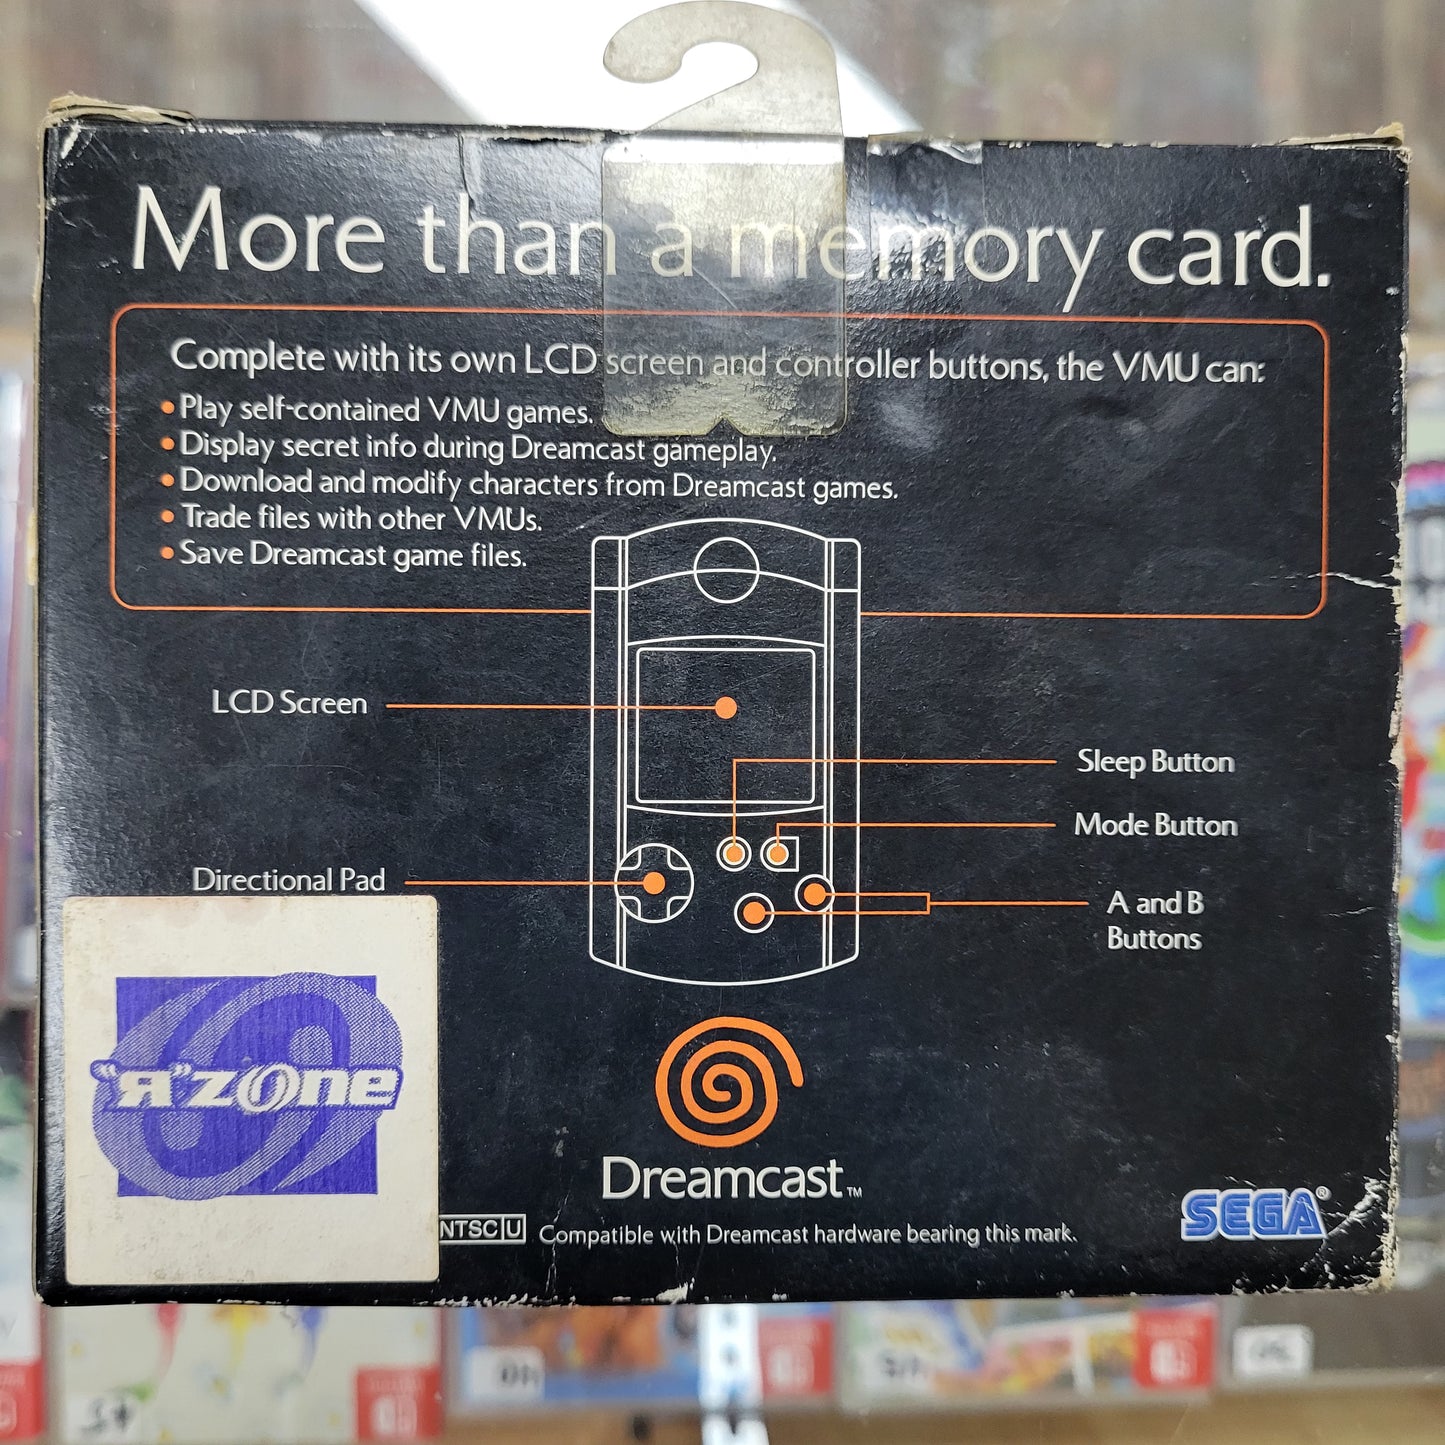 More than a memory card.
Complete with its own LCD screen and controller buttons, the VMU can:
• Play self-contained VMU games.
• Display secret info during Dreamcast gameplay.
• Download and modify characters from Dreamcast games.
• Trade files with other VMUs.
• Save Dreamcast game files.
LCD Screen
Sleep Button
Mode Button
Directional Pad
A and B
Buttons
"Я"zone
Dreamcast™
NTSC U Compatible with Dreamcast hardware bearing this mark.
SEGA®